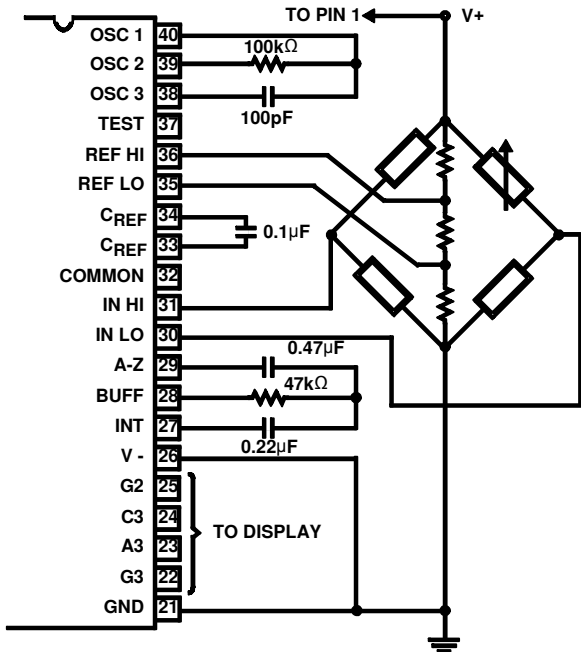 TO PIN 1 V+
OSC 1 40
100kΩ
OSC 2 39
OSC 3 38
100pF
TEST 37
REF HI 36
REF LO 35
CREF 34
0.1µF
CREF 33
COMMON 32
IN HI 31
IN LO 30
0.47µF
A-Z 29
47kΩ
BUFF 28
INT 27
0.22µF
V - 26
G2 25
C3 24
TO DISPLAY
A3 23
G3 22
GND 21